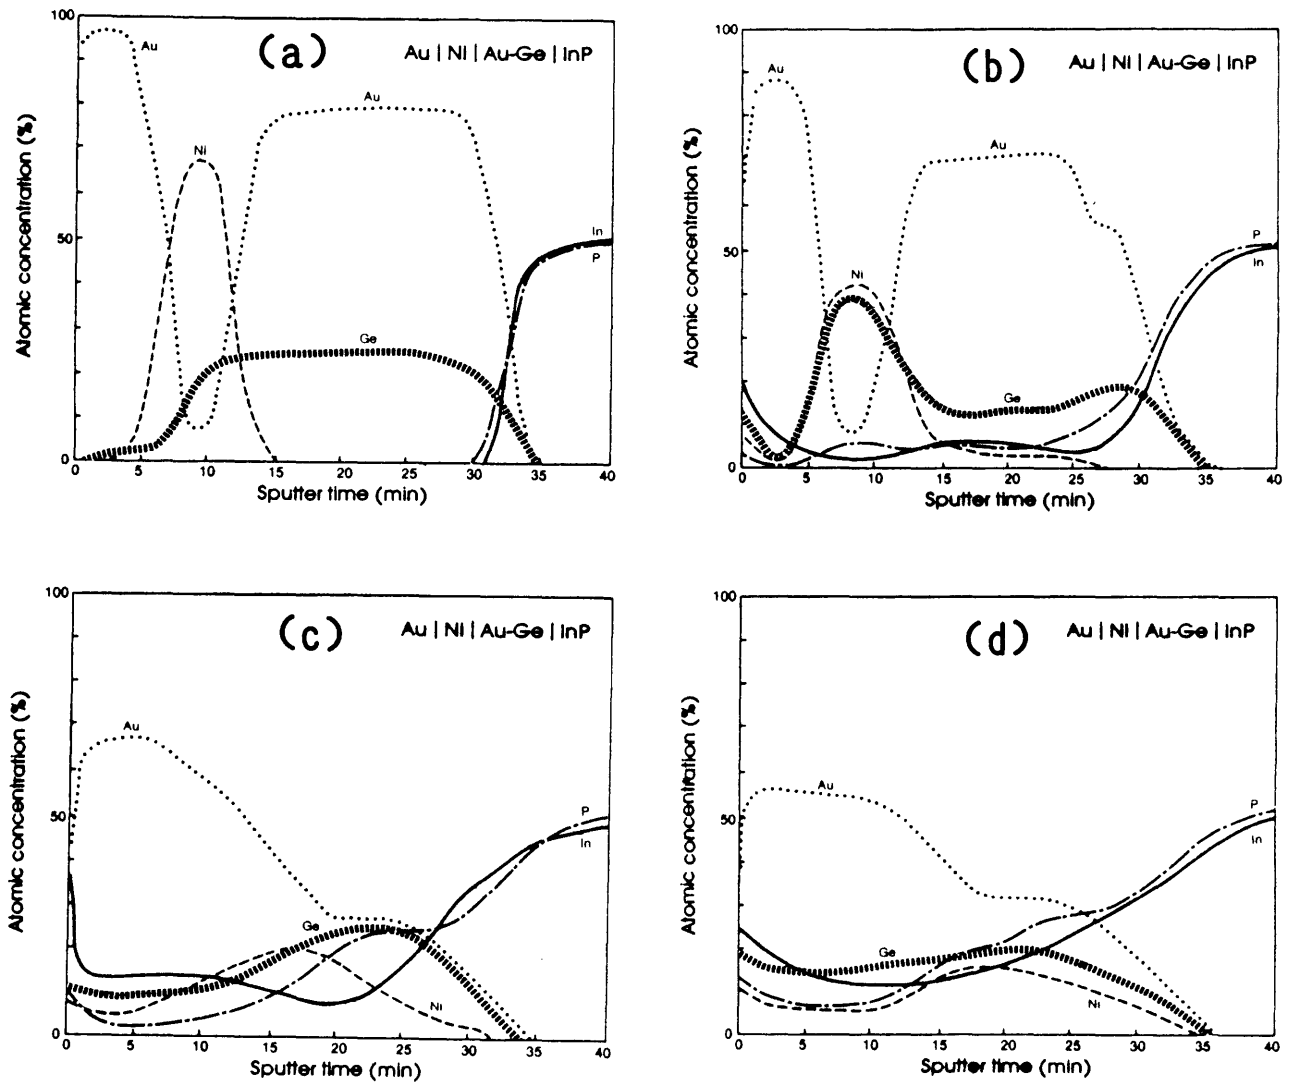 (a)
Au | Ni | Au-Ge | InP
Atomic concentration (%)
100
50
0
Au
Ni
Au
Ge
In
P
0 5 10 15 20 25 30 35 40
Sputter time (min)
(b)
Au | Ni | Au-Ge | InP
Atomic concentration (%)
100
50
0
Au
Ni
Au
Ge
P
In
0 5 10 15 20 25 30 35 40
Sputter time (min)
(c)
Au | Ni | Au-Ge | InP
Atomic concentration (%)
100
50
0
Au
Ge
Ni
P
In
0 5 10 15 20 25 30 35 40
Sputter time (min)
(d)
Au | Ni | Au-Ge | InP
Atomic concentration (%)
100
50
0
Au
Ge
Ni
P
In
0 5 10 15 20 25 30 35 40
Sputter time (min)